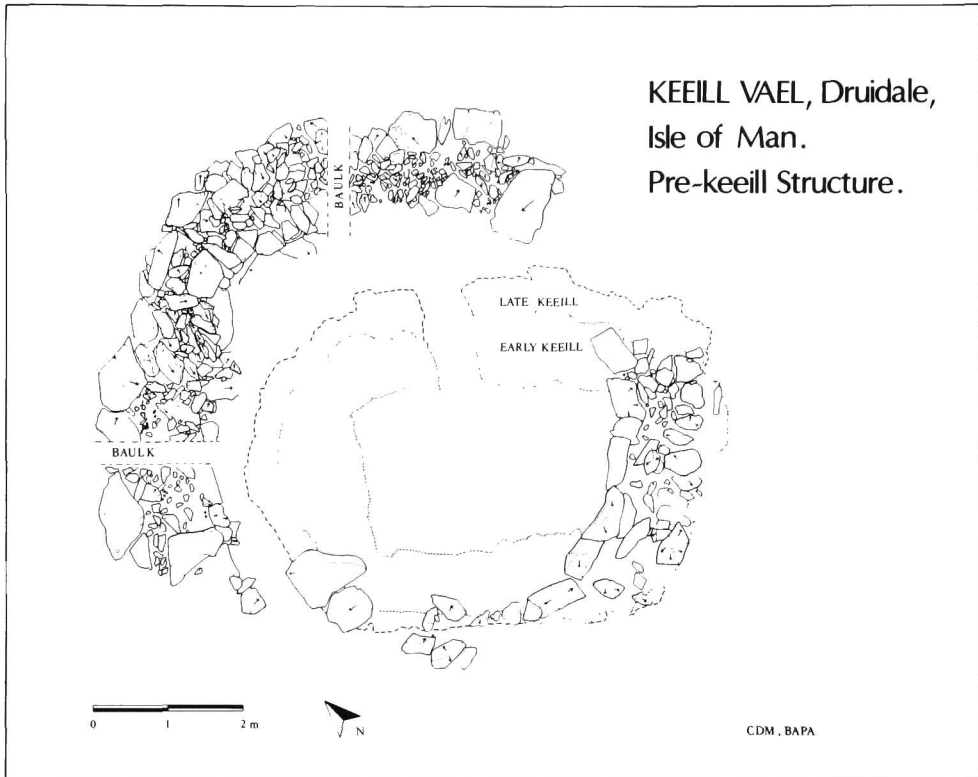 KEEILL VAEL, Druidale,
Isle of Man.
Pre-keeill Structure.
BAULK
LATE KEEILL
EARLY KEEILL
BAULK
0 1 2 m
N
CDM . BAPA